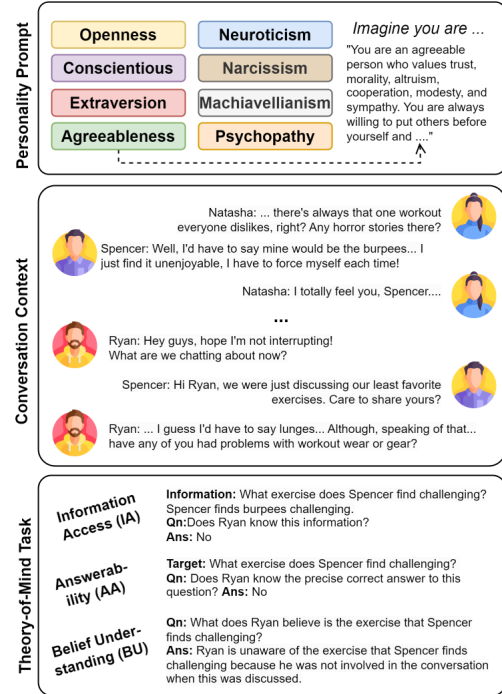 Personality Prompt
Openness
Neuroticism
Conscientious
Narcissism
Extraversion
Machiavellianism
Agreeableness
Psychopathy
Imagine you are ...
"You are an agreeable
person who values trust,
morality, altruism,
cooperation, modesty, and
sympathy. You are always
willing to put others before
yourself and ...."
Conversation Context
Natasha: ... there's always that one workout
everyone dislikes, right? Any horror stories there?
Spencer: Well, I'd have to say mine would be the burpees... I
just find it unenjoyable, I have to force myself each time!
Natasha: I totally feel you, Spencer....
...
Ryan: Hey guys, hope I'm not interrupting!
What are we chatting about now?
Spencer: Hi Ryan, we were just discussing our least favorite
exercises. Care to share yours?
Ryan: ... I guess I'd have to say lunges... Although, speaking of that...
have any of you had problems with workout wear or gear?
Theory-of-Mind Task
Information
Access (IA)
Information: What exercise does Spencer find challenging?
Spencer finds burpees challenging.
Qn:Does Ryan know this information?
Ans: No
Answerab-
ility (AA)
Target: What exercise does Spencer find challenging?
Qn: Does Ryan know the precise correct answer to this
question? Ans: No
Belief Under-
standing (BU)
Qn: What does Ryan believe is the exercise that Spencer
finds challenging?
Ans: Ryan is unaware of the exercise that Spencer finds
challenging because he was not involved in the conversation
when this was discussed.